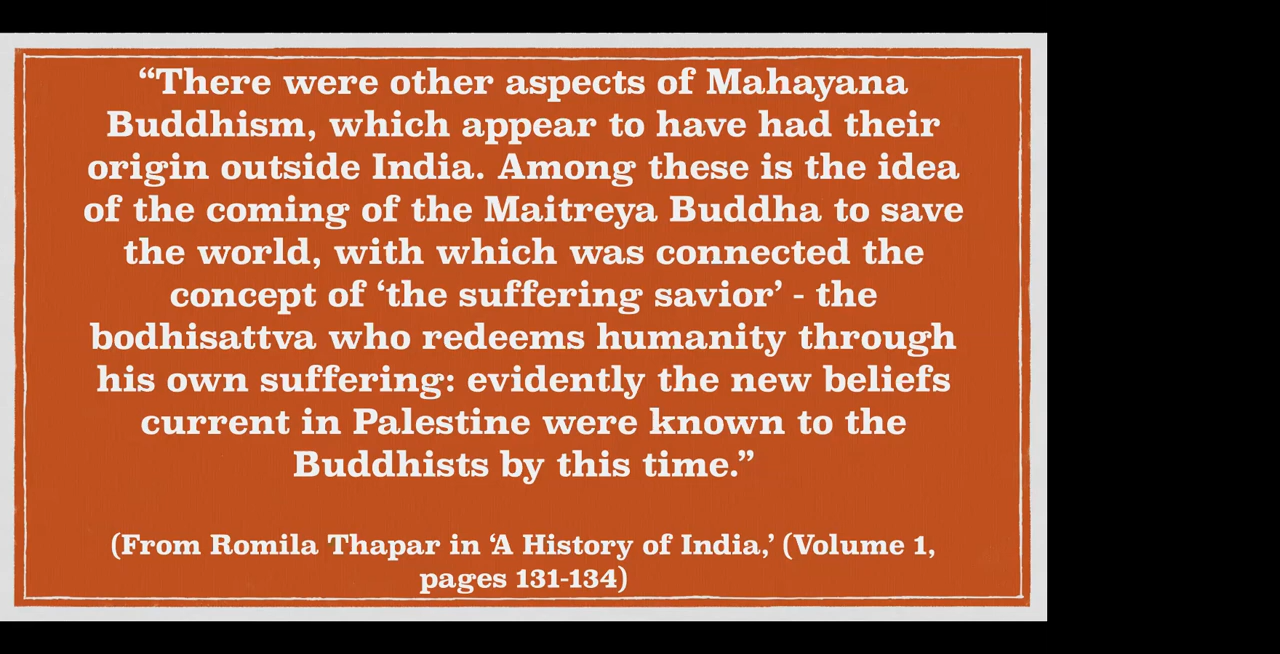 “There were other aspects of Mahayana
Buddhism, which appear to have had their
origin outside India. Among these is the idea
of the coming of the Maitreya Buddha to save
the world, with which was connected the
concept of ‘the suffering savior’ - the
bodhisattva who redeems humanity through
his own suffering: evidently the new beliefs
current in Palestine were known to the
Buddhists by this time.”
(From Romila Thapar in ‘A History of India,’ (Volume 1,
pages 131-134)